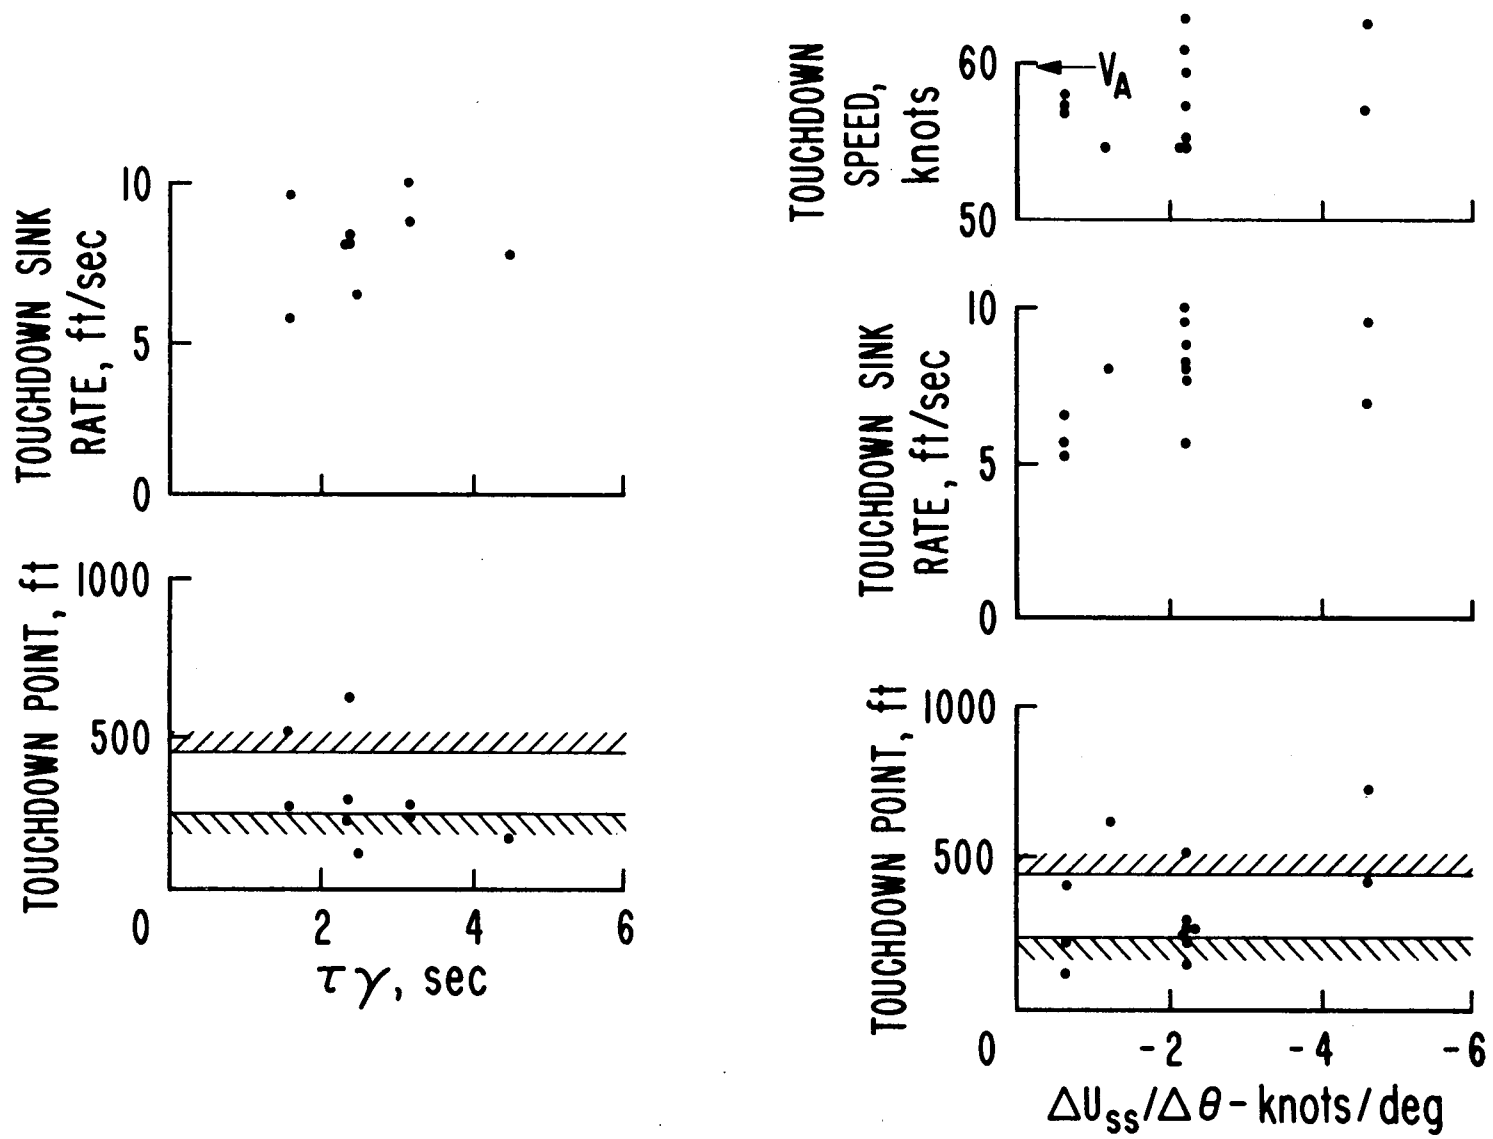 TOUCHDOWN SINK
RATE, ft/sec
10
5
0
TOUCHDOWN POINT, ft
1000
500
0
2
4
6
τγ, sec
TOUCHDOWN
SPEED,
knots
60
V_A
50
TOUCHDOWN SINK
RATE, ft/sec
10
5
0
TOUCHDOWN POINT, ft
1000
500
0
-2
-4
-6
ΔU_ss/Δθ - knots/deg